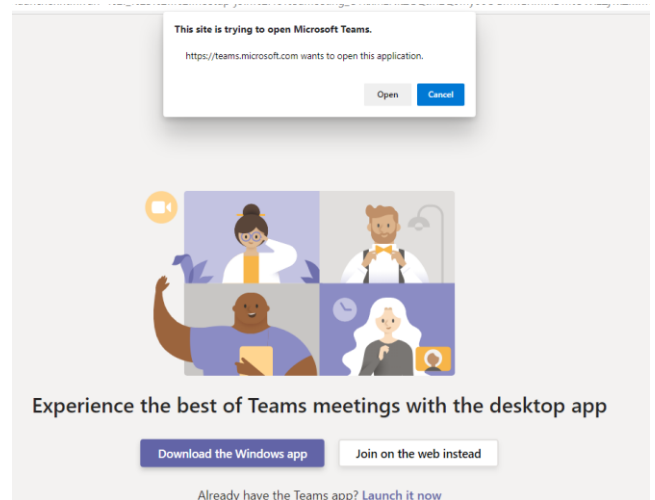 This site is trying to open Microsoft Teams.
https://teams.microsoft.com wants to open this application.
Open Cancel
Experience the best of Teams meetings with the desktop app
Download the Windows app Join on the web instead
Already have the Teams app? Launch it now